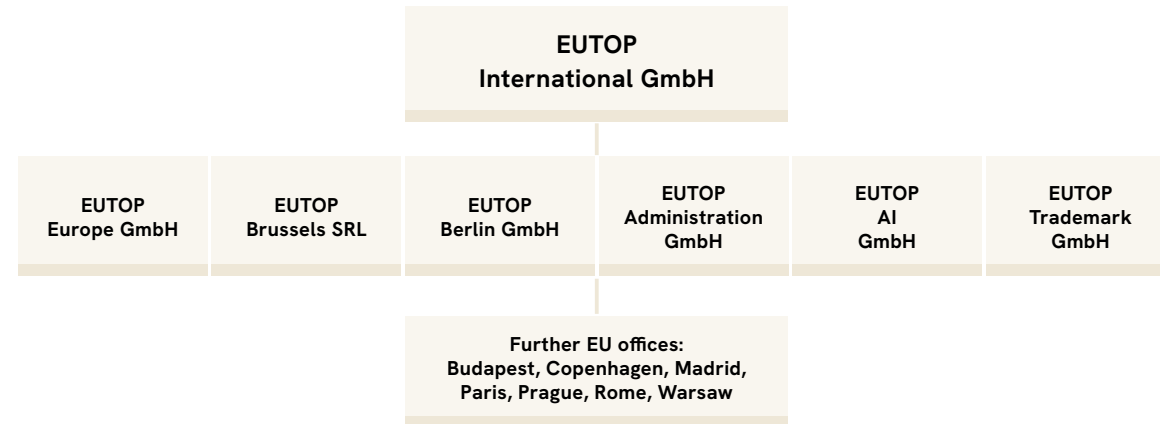 EUTOP
International GmbH
EUTOP
Europe GmbH
EUTOP
Brussels SRL
EUTOP
Berlin GmbH
EUTOP
Administration
GmbH
EUTOP
AI
GmbH
EUTOP
Trademark
GmbH
Further EU offices:
Budapest, Copenhagen, Madrid,
Paris, Prague, Rome, Warsaw